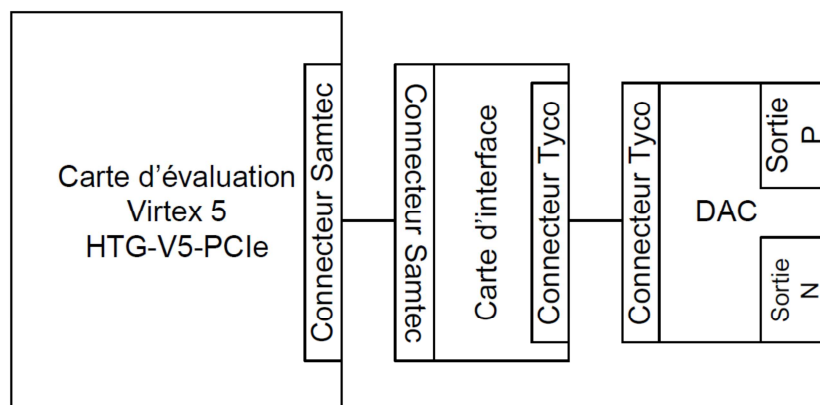 Carte d'évaluation
Virtex 5
HTG-V5-PCIe
Connecteur Samtec
Connecteur Samtec
Carte d'interface
Connecteur Tyco
Connecteur Tyco
DAC
Sortie
P
Sortie
N